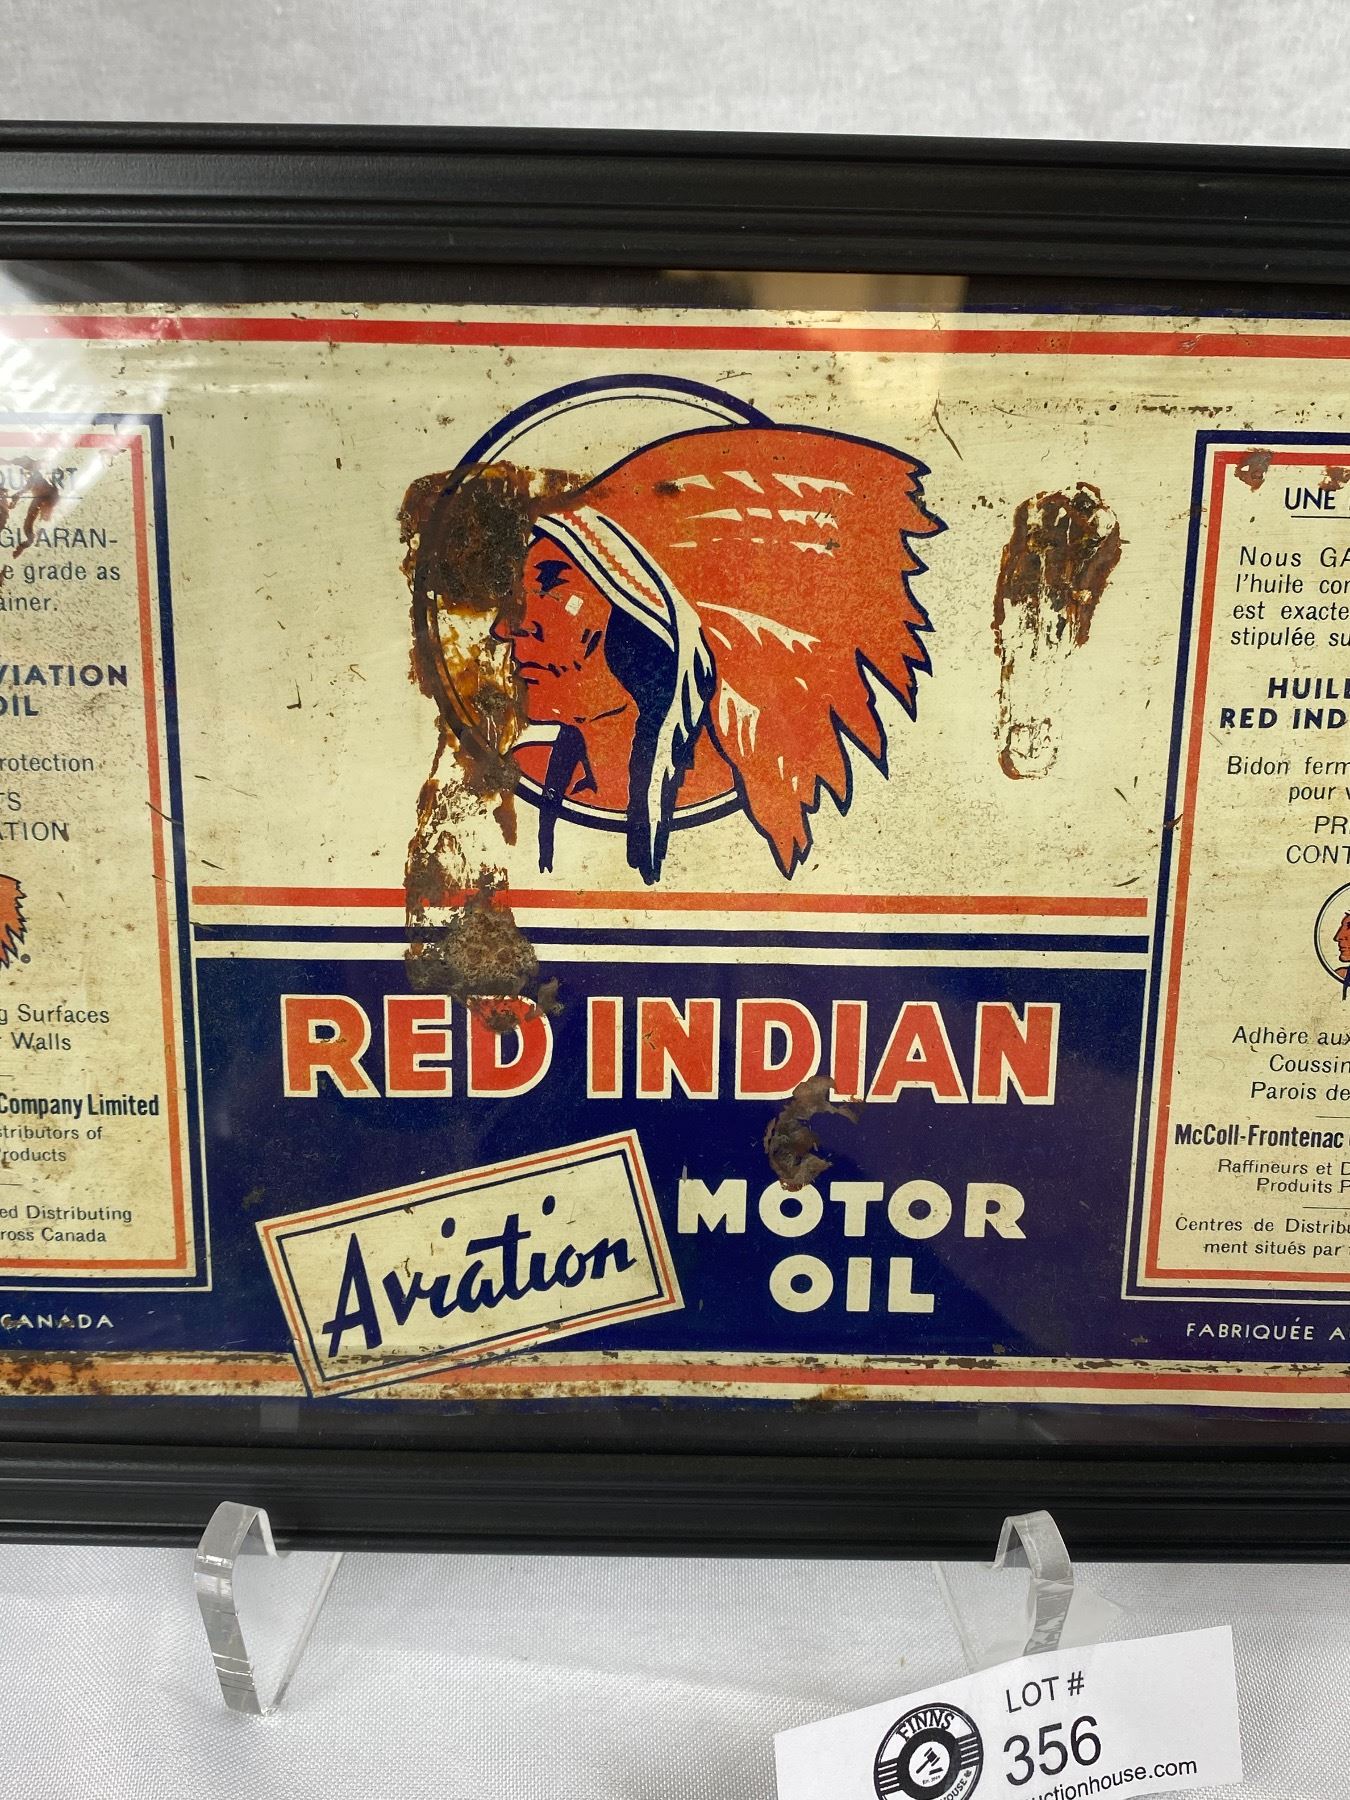 QUART
GUARAN-
e grade as
ainer.
VIATION
OIL
rotection
TS
ATION
g Surfaces
r Walls
Company Limited
stributors of
Products
ed Distributing
ross Canada
CANADA
RED INDIAN
Aviation
MOTOR
OIL
UNE
Nous GA
l'huile con
est exacte
stipulée su
HUILE
RED IND
Bidon ferm
pour v
PR
CONT
Adhère aux
Coussin
Parois de
McColl-Frontenac
Raffineurs et D
Produits P
Centres de Distribu
ment situés par
FABRIQUÉE A
LOT #
356
FINNS
uctionhouse.com